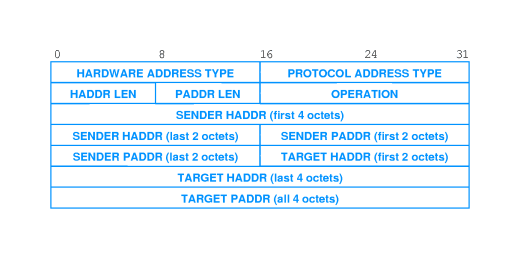 0 8 16 24 31
HARDWARE ADDRESS TYPE PROTOCOL ADDRESS TYPE
HADDR LEN PADDR LEN OPERATION
SENDER HADDR (first 4 octets)
SENDER HADDR (last 2 octets) SENDER PADDR (first 2 octets)
SENDER PADDR (last 2 octets) TARGET HADDR (first 2 octets)
TARGET HADDR (last 4 octets)
TARGET PADDR (all 4 octets)